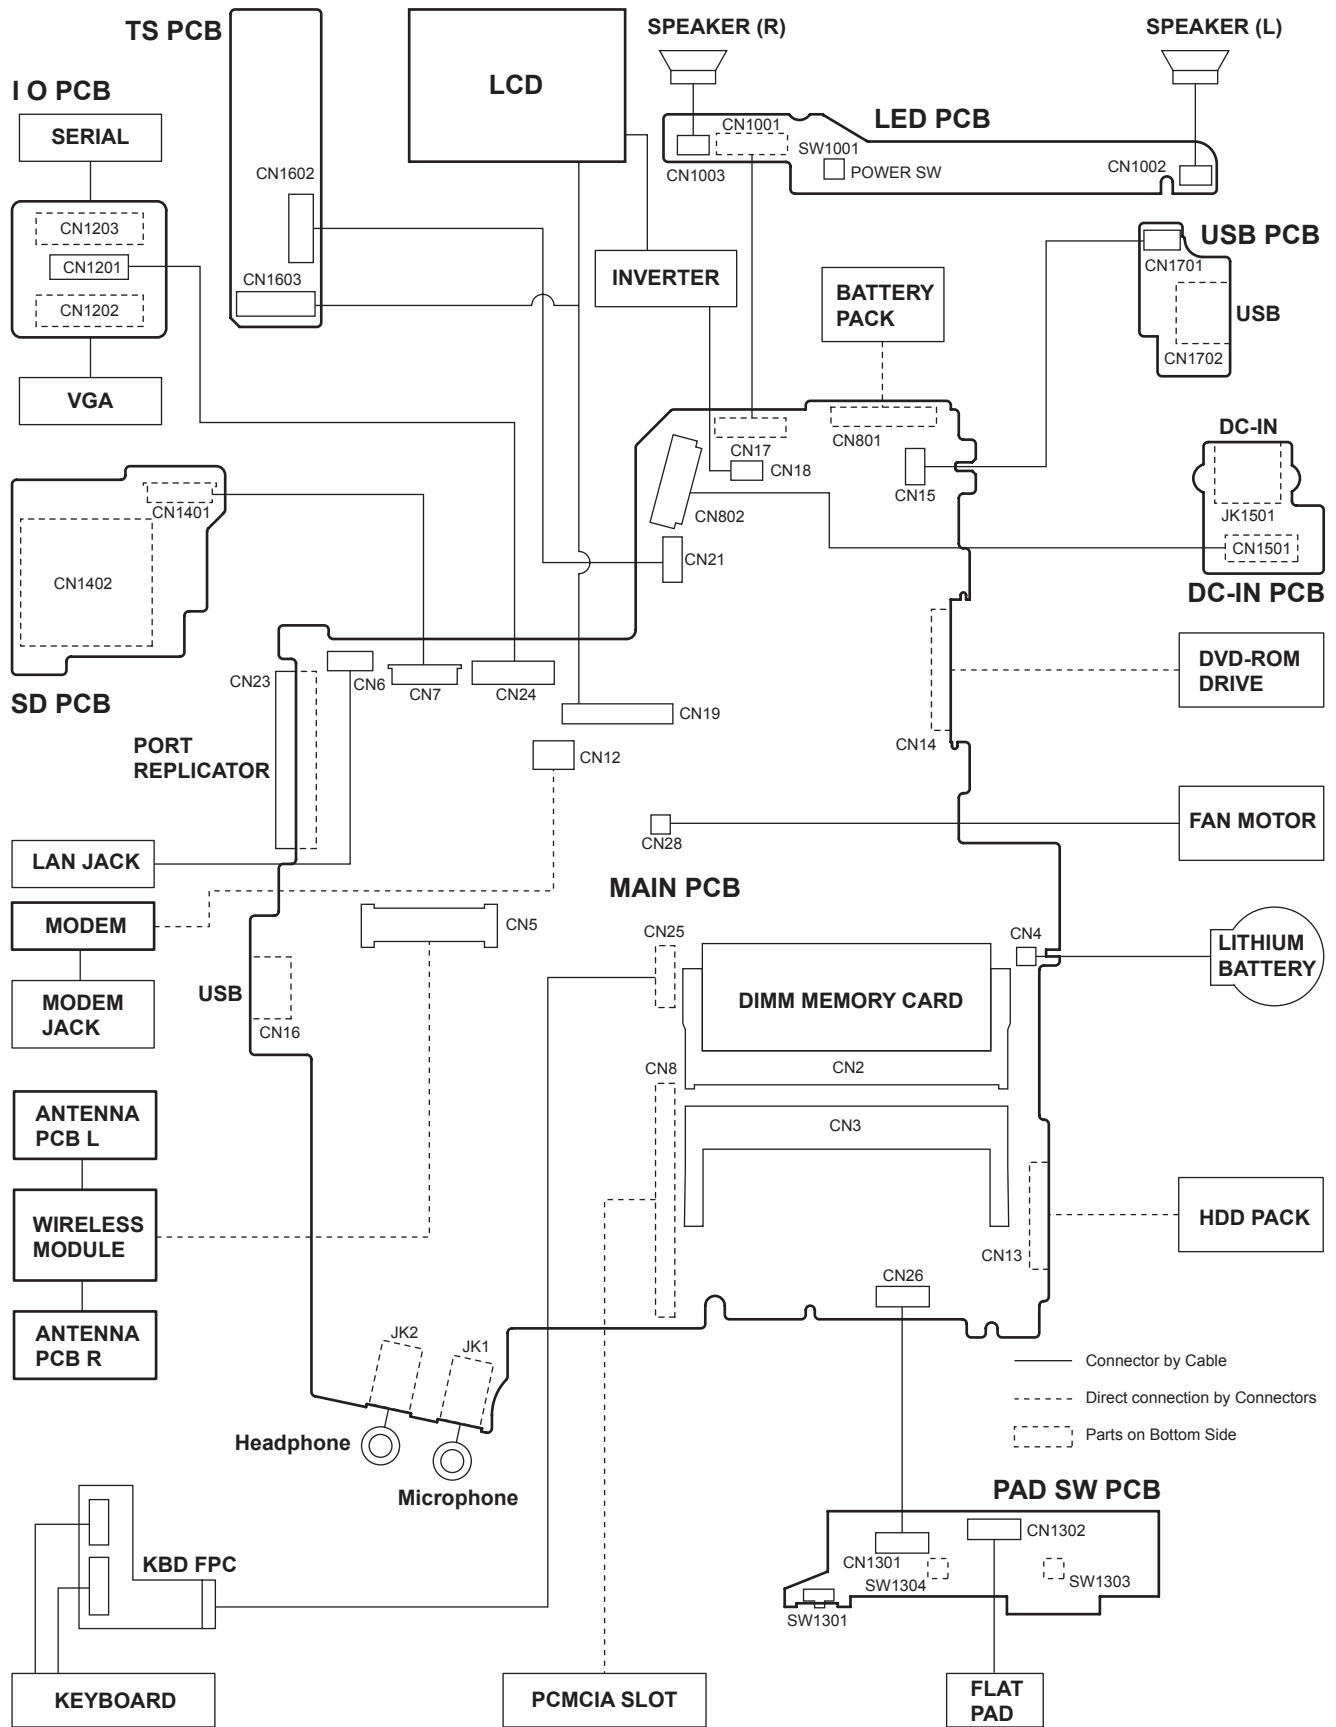 TS PCB
LCD
SPEAKER (R)
SPEAKER (L)
I O PCB
SERIAL
CN1203
CN1201
CN1202
VGA
CN1602
CN1603
LED PCB
CN1001
SW1001
CN1003
POWER SW
CN1002
INVERTER
BATTERY
PACK
USB PCB
CN1701
USB
CN1702
CN17
CN18
CN801
CN15
CN802
CN21
DC-IN
JK1501
CN1501
DC-IN PCB
CN1401
CN1402
SD PCB
CN23
CN6
CN7
CN24
CN19
CN12
PORT
REPLICATOR
CN14
DVD-ROM
DRIVE
CN28
FAN MOTOR
LAN JACK
MODEM
MODEM
JACK
MAIN PCB
CN5
CN25
CN4
LITHIUM
BATTERY
USB
CN16
DIMM MEMORY CARD
CN2
CN8
CN3
ANTENNA
PCB L
WIRELESS
MODULE
ANTENNA
PCB R
CN13
HDD PACK
CN26
JK2
JK1
Headphone
Microphone
Connector by Cable
Direct connection by Connectors
Parts on Bottom Side
PAD SW PCB
CN1302
CN1301
SW1304
SW1303
SW1301
KBD FPC
KEYBOARD
PCMCIA SLOT
FLAT
PAD